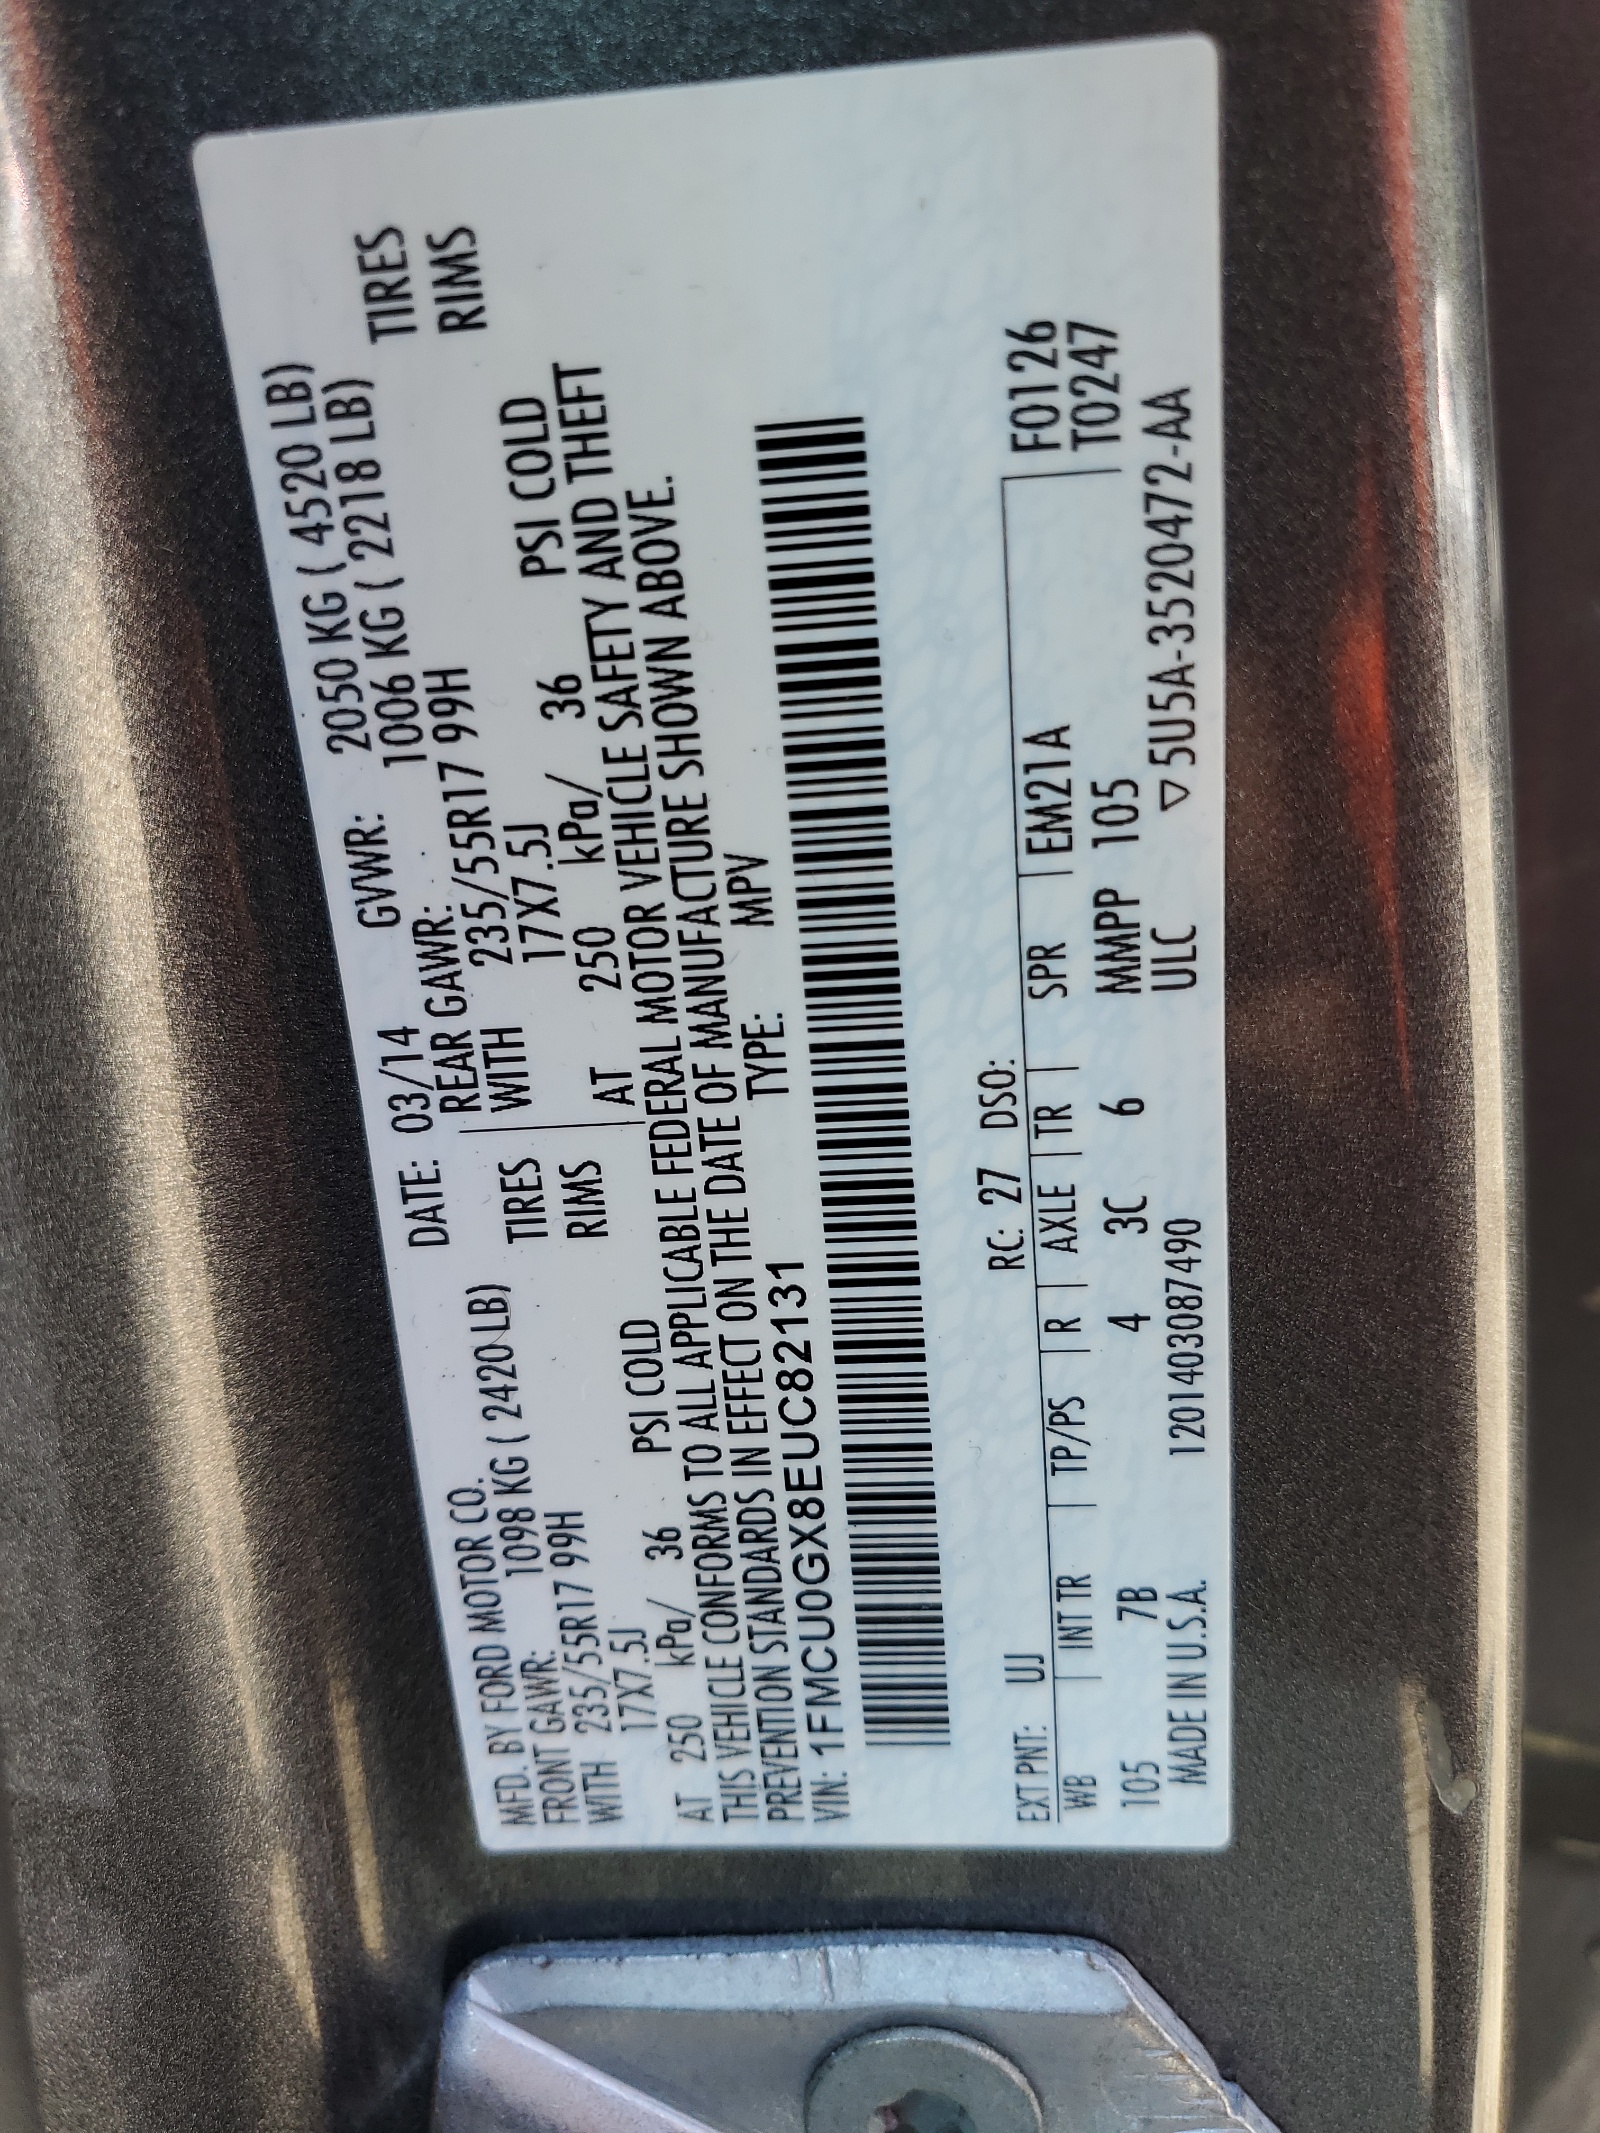 MFD. BY FORD MOTOR CO. DATE: 03/14 GVWR: 2050 KG ( 4520 LB)
FRONT GAWR: 1098 KG ( 2420 LB) REAR GAWR: 1006 KG ( 2218 LB)
WITH 235/55R17 99H TIRES WITH 235/55R17 99H TIRES
17X7.5J RIMS 17X7.5J RIMS
AT 250 kPa/ 36 PSI COLD AT 250 kPa/ 36 PSI COLD
THIS VEHICLE CONFORMS TO ALL APPLICABLE FEDERAL MOTOR VEHICLE SAFETY AND THEFT
PREVENTION STANDARDS IN EFFECT ON THE DATE OF MANUFACTURE SHOWN ABOVE.
VIN: 1FMCU0GX8EUC82131 TYPE: MPV
EXT PNT: UJ RC: 27 DSO:
WB INT TR TP/PS R AXLE TR SPR EM21A F0126
105 7B 4 3C 6 MMPP 105 T0247
MADE IN U.S.A. 1201403087490 ULC ▽5U5A-3520472-AA